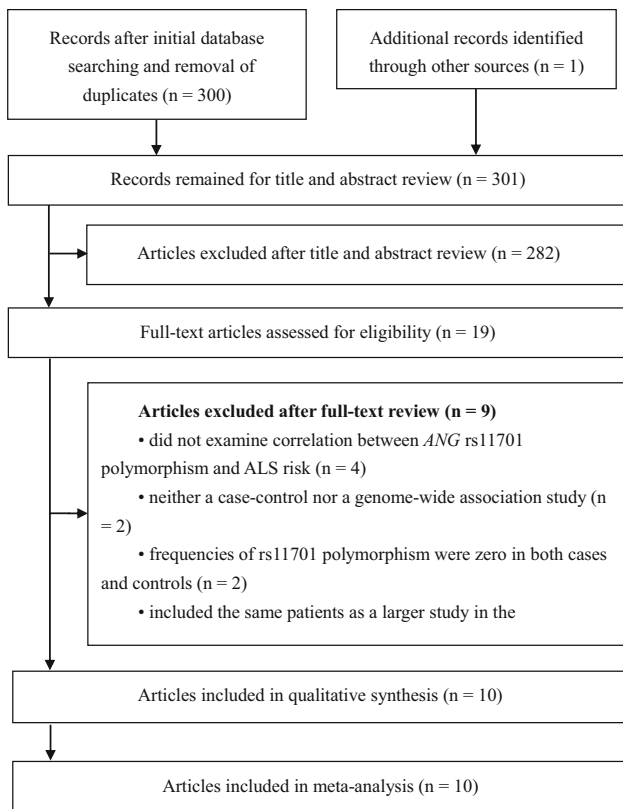 Records after initial database
searching and removal of
duplicates (n = 300)
Additional records identified
through other sources (n = 1)
Records remained for title and abstract review (n = 301)
Articles excluded after title and abstract review (n = 282)
Full-text articles assessed for eligibility (n = 19)
Articles excluded after full-text review (n = 9)
• did not examine correlation between ANG rs11701
polymorphism and ALS risk (n = 4)
• neither a case-control nor a genome-wide association study (n
= 2)
• frequencies of rs11701 polymorphism were zero in both cases
and controls (n = 2)
• included the same patients as a larger study in the
Articles included in qualitative synthesis (n = 10)
Articles included in meta-analysis (n = 10)